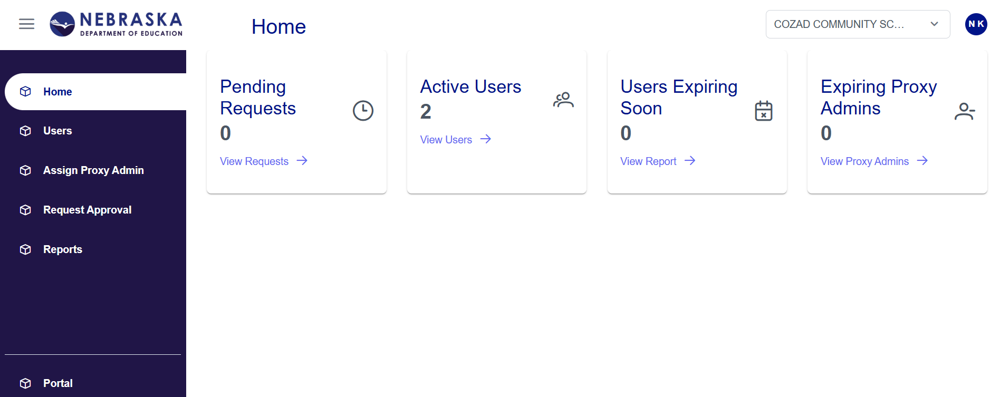 NEBRASKA
DEPARTMENT OF EDUCATION
Home
COZAD COMMUNITY SC...
N K
Home
Users
Assign Proxy Admin
Request Approval
Reports
Portal
Pending
Requests
0
View Requests
Active Users
2
View Users
Users Expiring
Soon
0
View Report
Expiring Proxy
Admins
0
View Proxy Admins